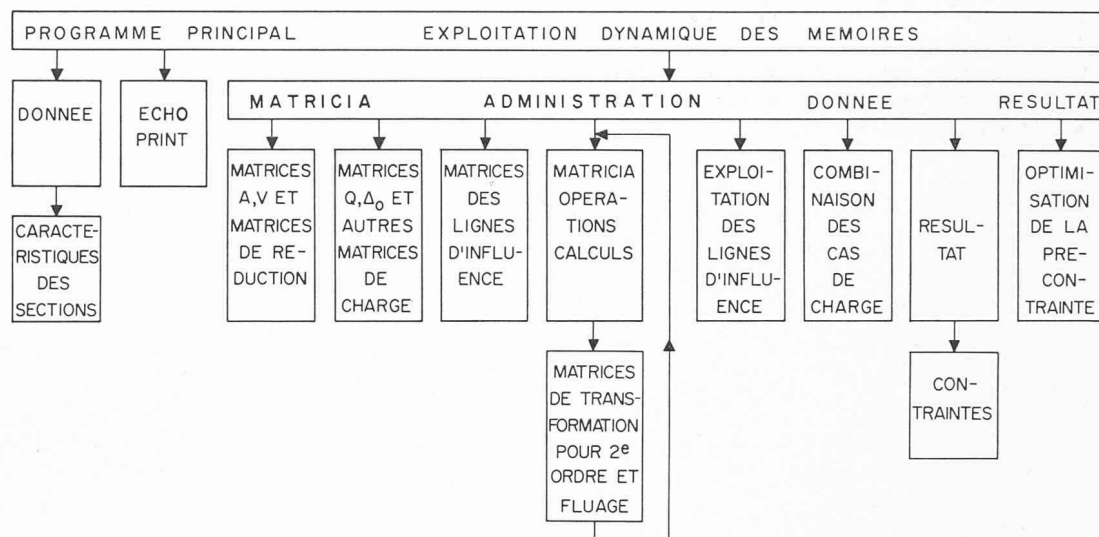 PROGRAMME PRINCIPAL EXPLOITATION DYNAMIQUE DES MEMOIRES
DONNEE
ECHO
PRINT
MATRICIA ADMINISTRATION DONNEE RESULTAT
CARACTE-
RISTIQUES
DES
SECTIONS
MATRICES
A,V ET
MATRICES
DE RE-
DUCTION
MATRICES
Q,Δ₀ ET
AUTRES
MATRICES
DE
CHARGE
MATRICES
DES
LIGNES
D'INFLU-
ENCE
MATRICIA
OPERA-
TIONS
CALCULS
EXPLOI-
TATION
DES
LIGNES
D'INFLU-
ENCE
COMBI-
NAISON
DES
CAS
DE
CHARGE
RESUL-
TAT
OPTIMI-
SATION
DE LA
PRE-
CON-
TRAINTE
MATRICES
DE TRANS-
FORMATION
POUR 2e
ORDRE ET
FLUAGE
CON-
TRAINTES